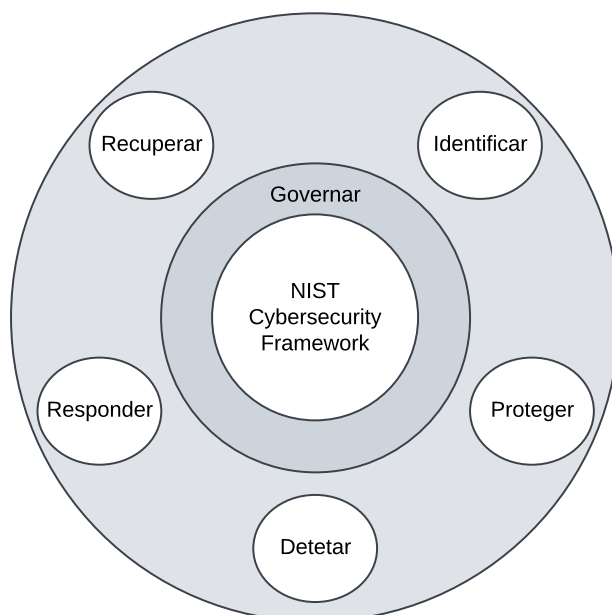 Recuperar
Identificar
Governar
NIST
Cybersecurity
Framework
Responder
Proteger
Detetar